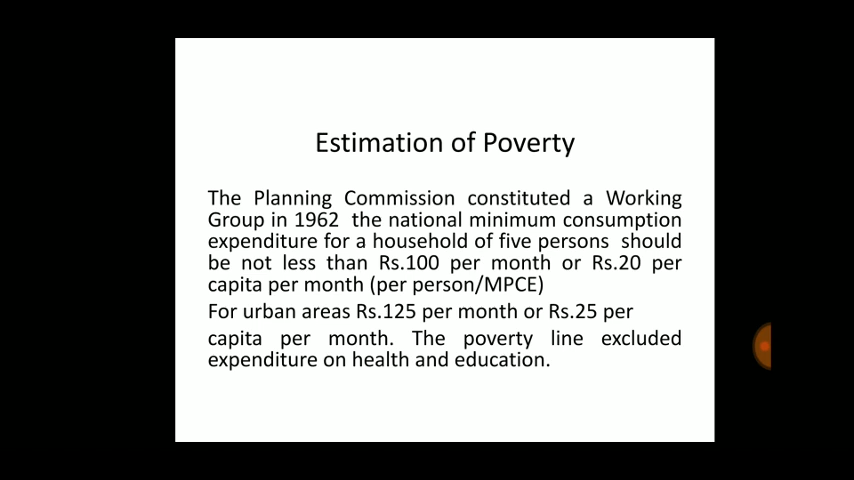 Estimation of Poverty
The Planning Commission constituted a Working
Group in 1962 the national minimum consumption
expenditure for a household of five persons should
be not less than Rs.100 per month or Rs.20 per
capita per month (per person/MPCE)
For urban areas Rs.125 per month or Rs.25 per
capita per month. The poverty line excluded
expenditure on health and education.